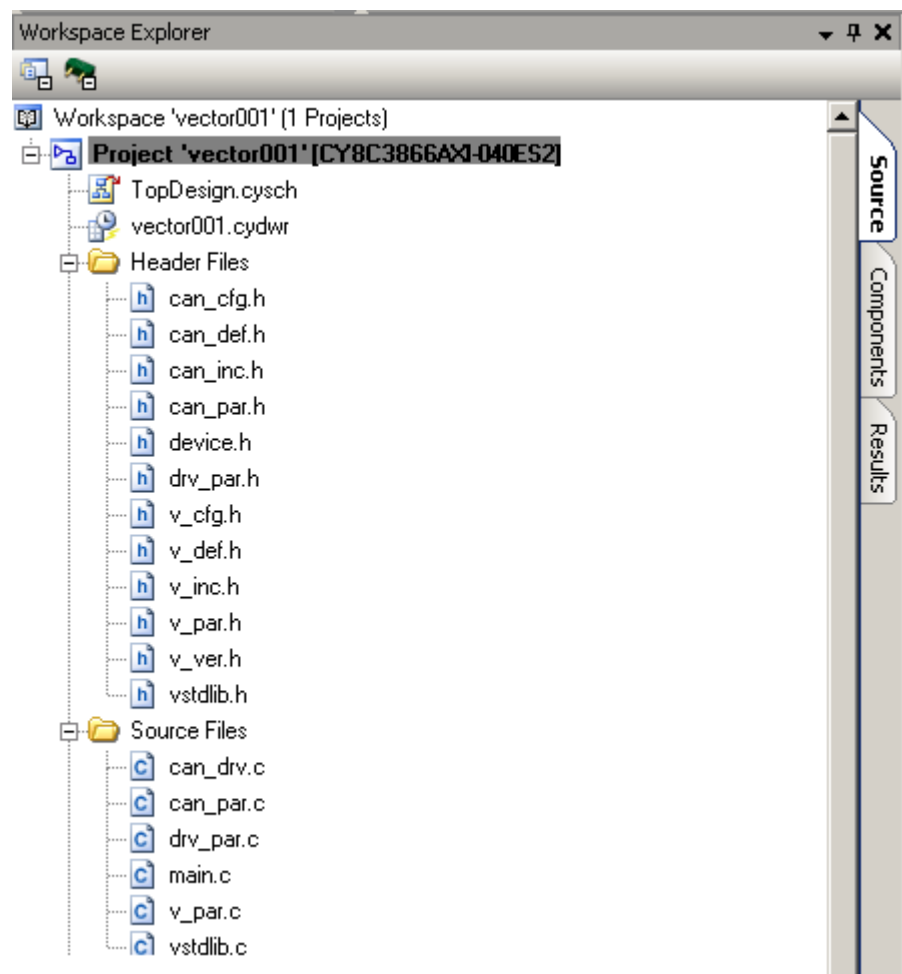 Workspace Explorer
Workspace 'vector001' (1 Projects)
Project 'vector001' [CY8C3866AXI-040ES2]
TopDesign.cysch
vector001.cydwr
Header Files
can_cfg.h
can_def.h
can_inc.h
can_par.h
device.h
drv_par.h
v_cfg.h
v_def.h
v_inc.h
v_par.h
v_ver.h
vstdlib.h
Source Files
can_drv.c
can_par.c
drv_par.c
main.c
v_par.c
vstdlib.c
Source
Components
Results